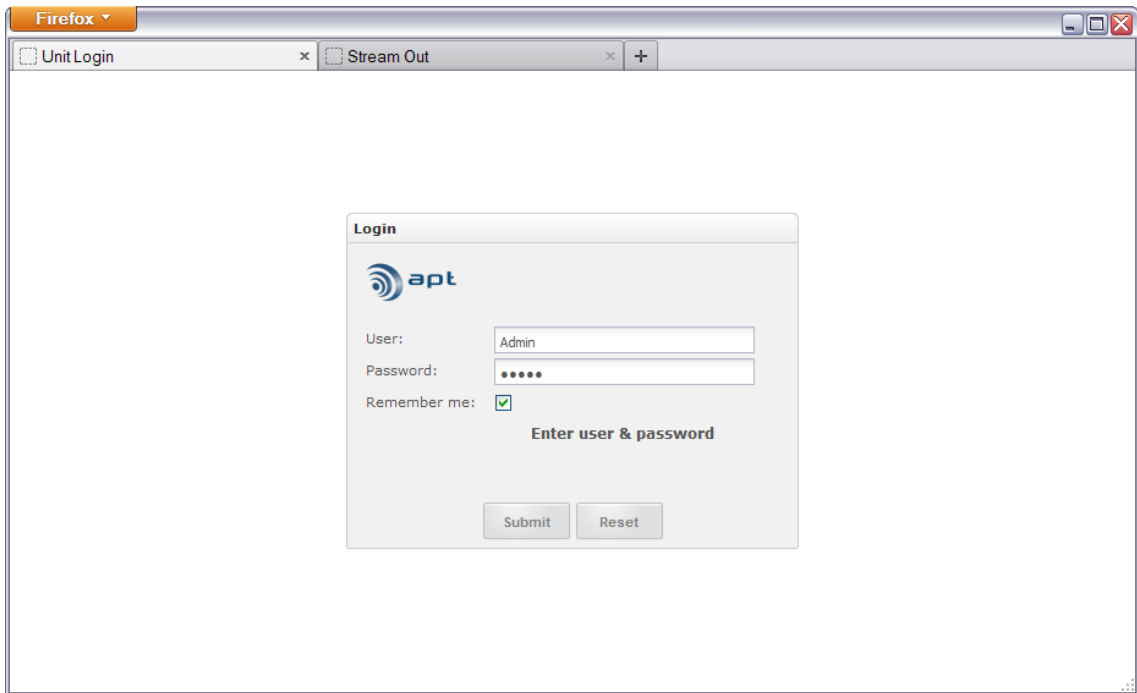 Firefox
Unit Login
Stream Out
Login
apt
User:
Admin
Password:
•••••
Remember me:
Enter user & password
Submit
Reset